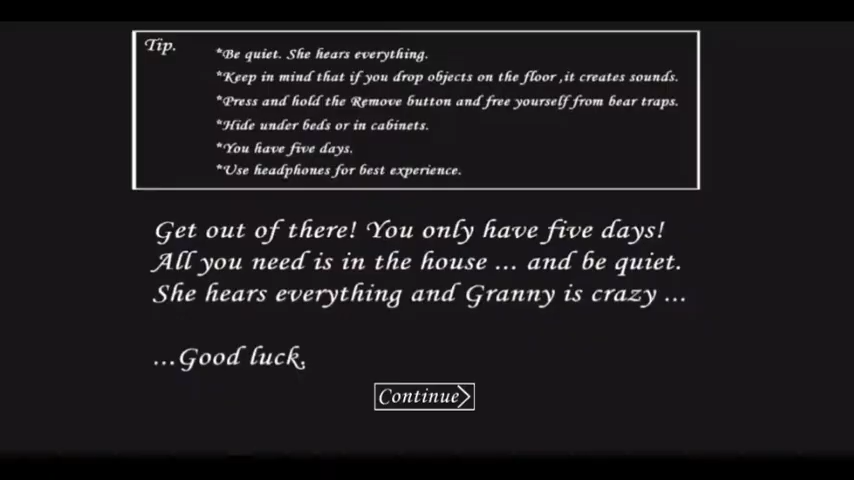 Tip.
*Be quiet. She hears everything.
*Keep in mind that if you drop objects on the floor ,it creates sounds.
*Press and hold the Remove button and free yourself from bear traps.
*Hide under beds or in cabinets.
*You have five days.
*Use headphones for best experience.
Get out of there! You only have five days!
All you need is in the house ... and be quiet.
She hears everything and Granny is crazy ...
...Good luck.
Continue